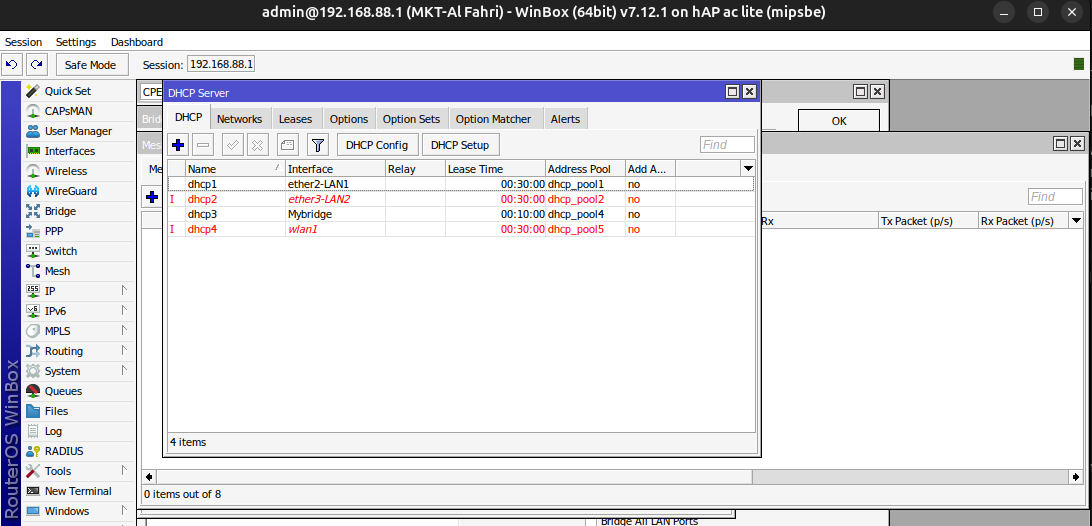 admin@192.168.88.1 (MKT-Al Fahri) - WinBox (64bit) v7.12.1 on hAP ac lite (mipsbe)
Session Settings Dashboard
Safe Mode Session: 192.168.88.1
Quick Set
CAPsMAN
User Manager
Interfaces
Wireless
WireGuard
Bridge
PPP
Switch
Mesh
IP
IPv6
MPLS
Routing
System
Queues
Files
Log
RADIUS
Tools
New Terminal
Windows
RouterOS WinBox
CPE
Brid
Mes
Me
DHCP Server
DHCP Networks Leases Options Option Sets Option Matcher Alerts
DHCP Config DHCP Setup Find
Name Interface Relay Lease Time Address Pool Add A...
dhcp1 ether2-LAN1 00:30:00 dhcp_pool1 no
I dhcp2 ether3-LAN2 00:30:00 dhcp_pool2 no
dhcp3 Mybridge 00:10:00 dhcp_pool4 no
I dhcp4 wlan1 00:30:00 dhcp_pool5 no
4 items
OK
Find
Rx Tx Packet (p/s) Rx Packet (p/s)
0 items out of 8
Bridge All LAN Ports